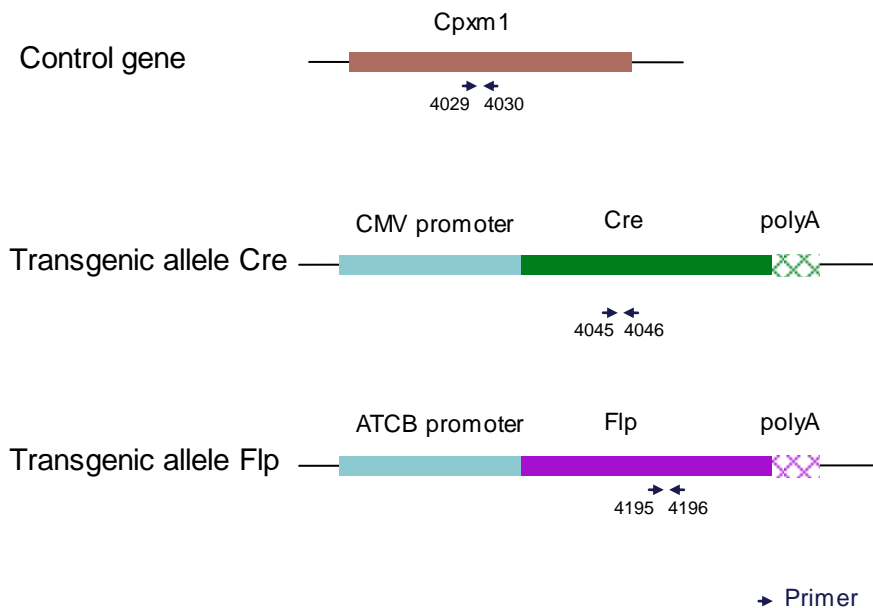 Cpxm1
Control gene
4029 4030
CMV promoter Cre polyA
Transgenic allele Cre
4045 4046
ATCB promoter Flp polyA
Transgenic allele Flp
4195 4196
Primer